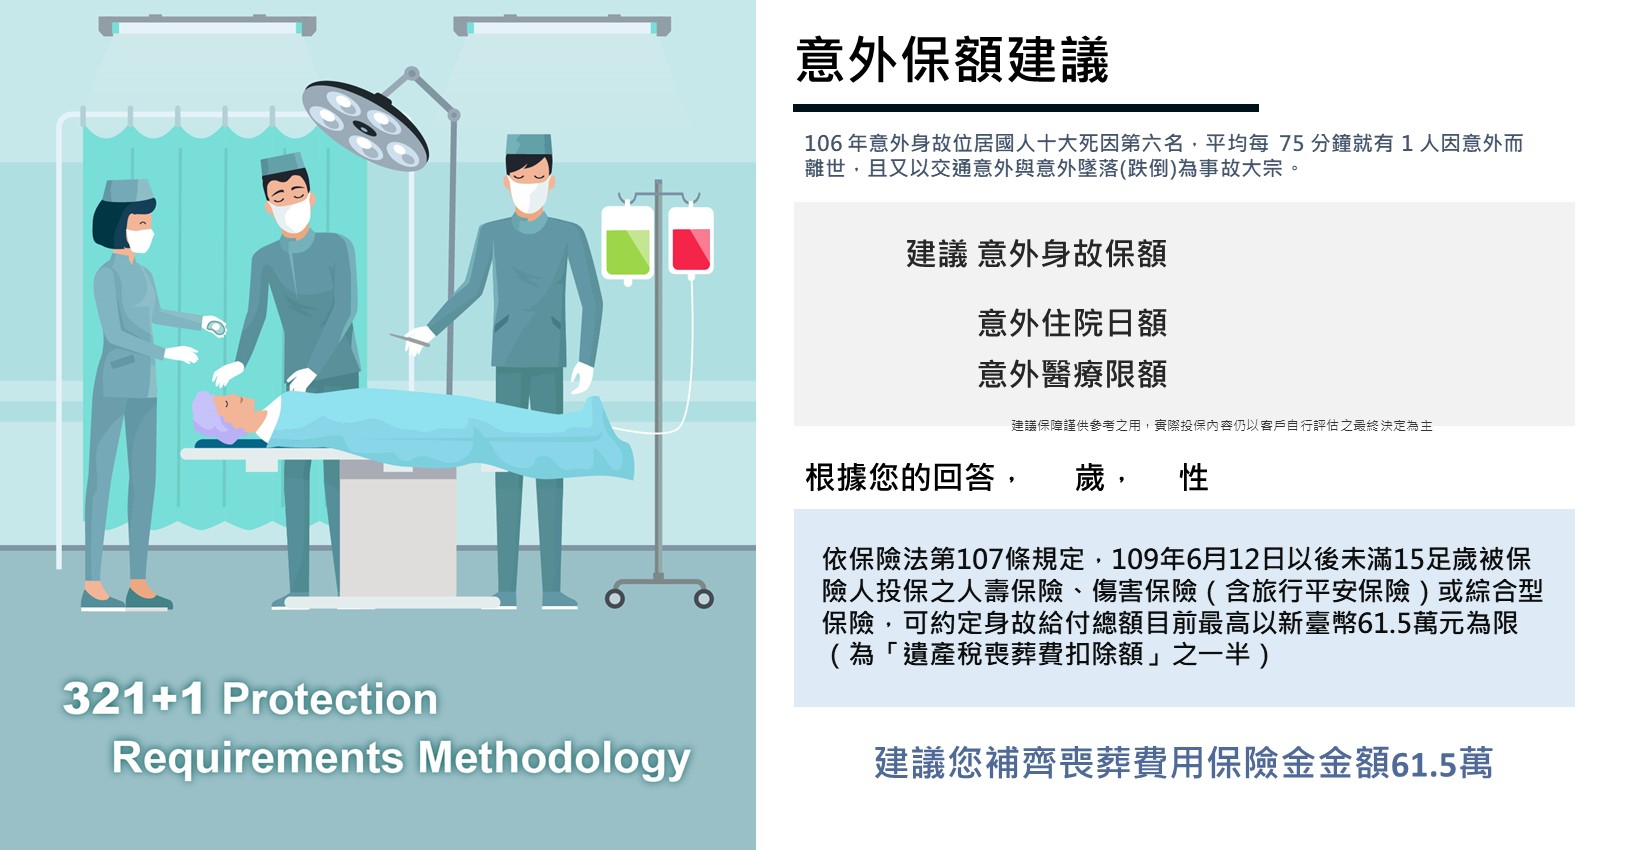 意外保額建議
106 年意外身故位居國人十大死因第六名，平均每 75 分鐘就有 1 人因意外而
離世，且又以交通意外與意外墜落(跌倒)為事故大宗。
建議 意外身故保額
意外住院日額
意外醫療限額
建議保障謹供參考之用，實際投保內容仍以客戶自行評估之最終決定為主
根據您的回答， 歲， 性
依保險法第107條規定，109年6月12日以後未滿15足歲被保
險人投保之人壽保險、傷害保險（含旅行平安保險）或綜合型
保險，可約定身故給付總額目前最高以新臺幣61.5萬元為限
（為「遺產稅喪葬費扣除額」之一半）
建議您補齊喪葬費用保險金金額61.5萬
321+1 Protection
Requirements Methodology